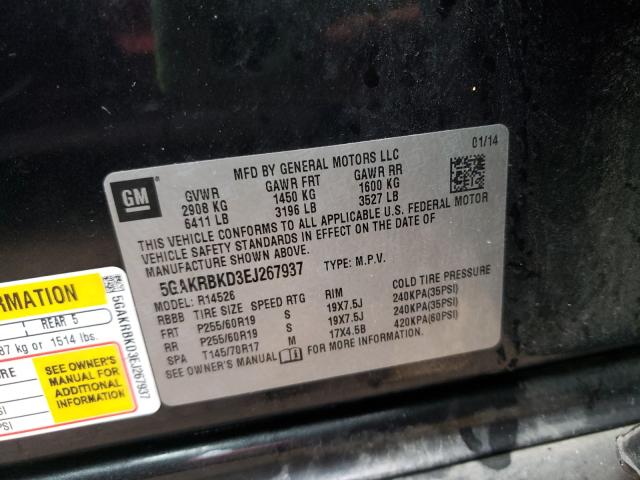 MFD BY GENERAL MOTORS LLC
01/14
GM
GVWR GAWR FRT GAWR RR
2908 KG 1450 KG 1600 KG
6411 LB 3196 LB 3527 LB
THIS VEHICLE CONFORMS TO ALL APPLICABLE U.S. FEDERAL MOTOR
VEHICLE SAFETY STANDARDS IN EFFECT ON THE DATE OF
MANUFACTURE SHOWN ABOVE.
5GAKRBKD3EJ267937 TYPE: M.P.V.
MODEL: R14526
RBBB TIRE SIZE SPEED RTG RIM COLD TIRE PRESSURE
FRT P255/60R19 S 19X7.5J 240KPA(35PSI)
RR P255/60R19 S 19X7.5J 240KPA(35PSI)
SPA T145/70R17 M 17X4.5B 420KPA(60PSI)
SEE OWNER'S MANUAL FOR MORE INFORMATION.
RMATION
REAR 5
87 kg or 1514 lbs.
SEE OWNER'S
MANUAL FOR
ADDITIONAL
INFORMATION
5GAKRBKD3EJ267937